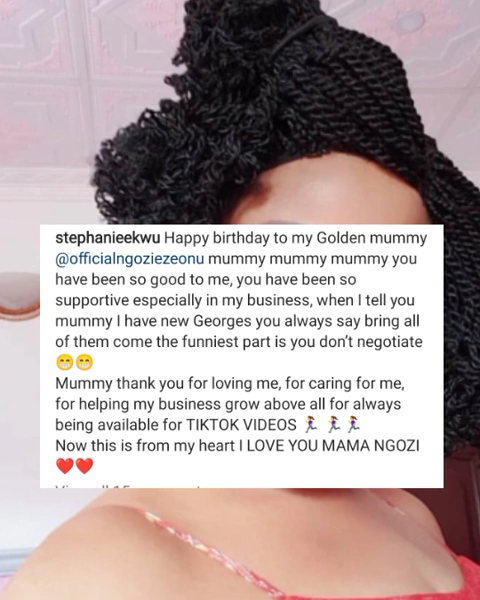 stephanieekwu Happy birthday to my Golden mummy
@officialngoziezeonu mummy mummy mummy you
have been so good to me, you have been so
supportive especially in my business, when I tell you
mummy I have new Georges you always say bring all
of them come the funniest part is you don't negotiate
😁😁
Mummy thank you for loving me, for caring for me,
for helping my business grow above all for always
being available for TIKTOK VIDEOS 🏃‍♀️🏃‍♀️🏃‍♀️
Now this is from my heart I LOVE YOU MAMA NGOZI
❤️❤️